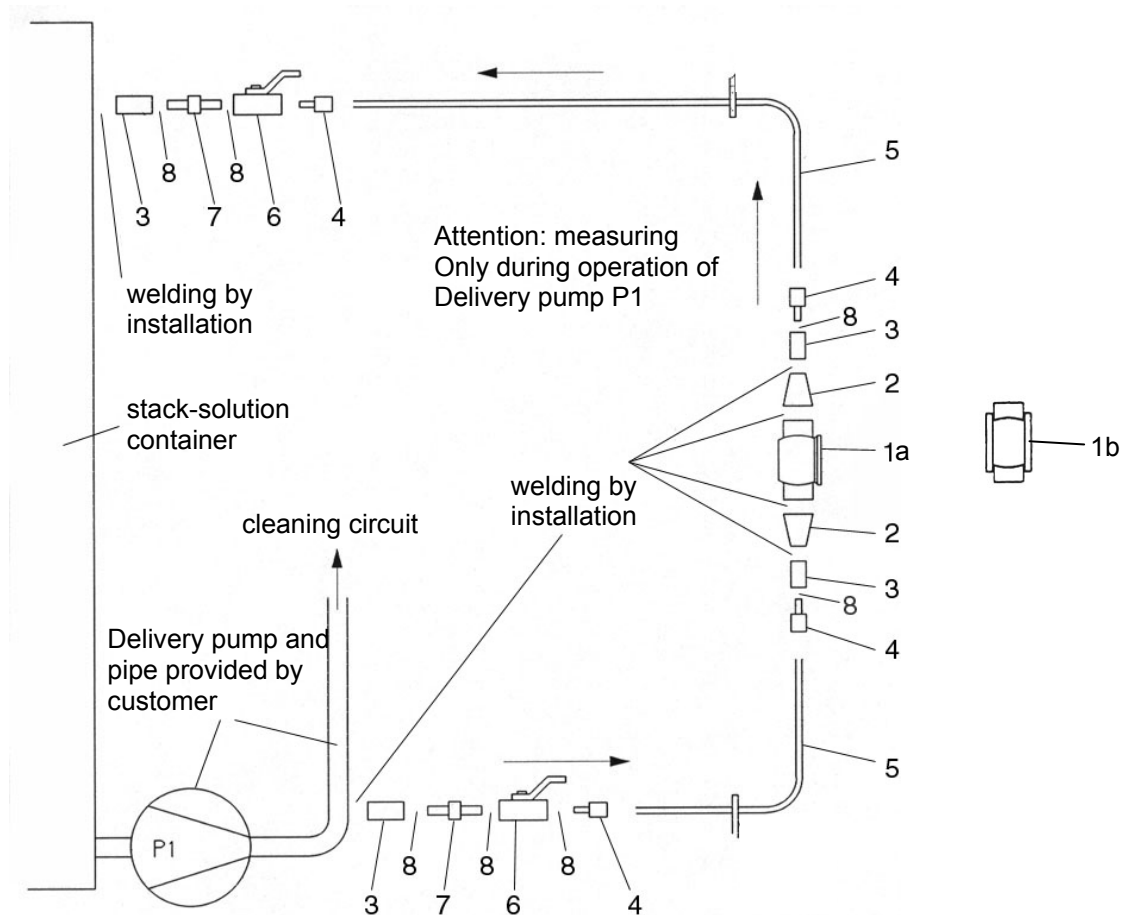 8
8
3
7
6
4
5
Attention: measuring
Only during operation of
Delivery pump P1
welding by
installation
4
8
3
2
stack-solution
container
1a
1b
welding by
installation
cleaning circuit
2
3
8
4
Delivery pump and
pipe provided by
customer
5
P1
8
8
8
3
7
6
4